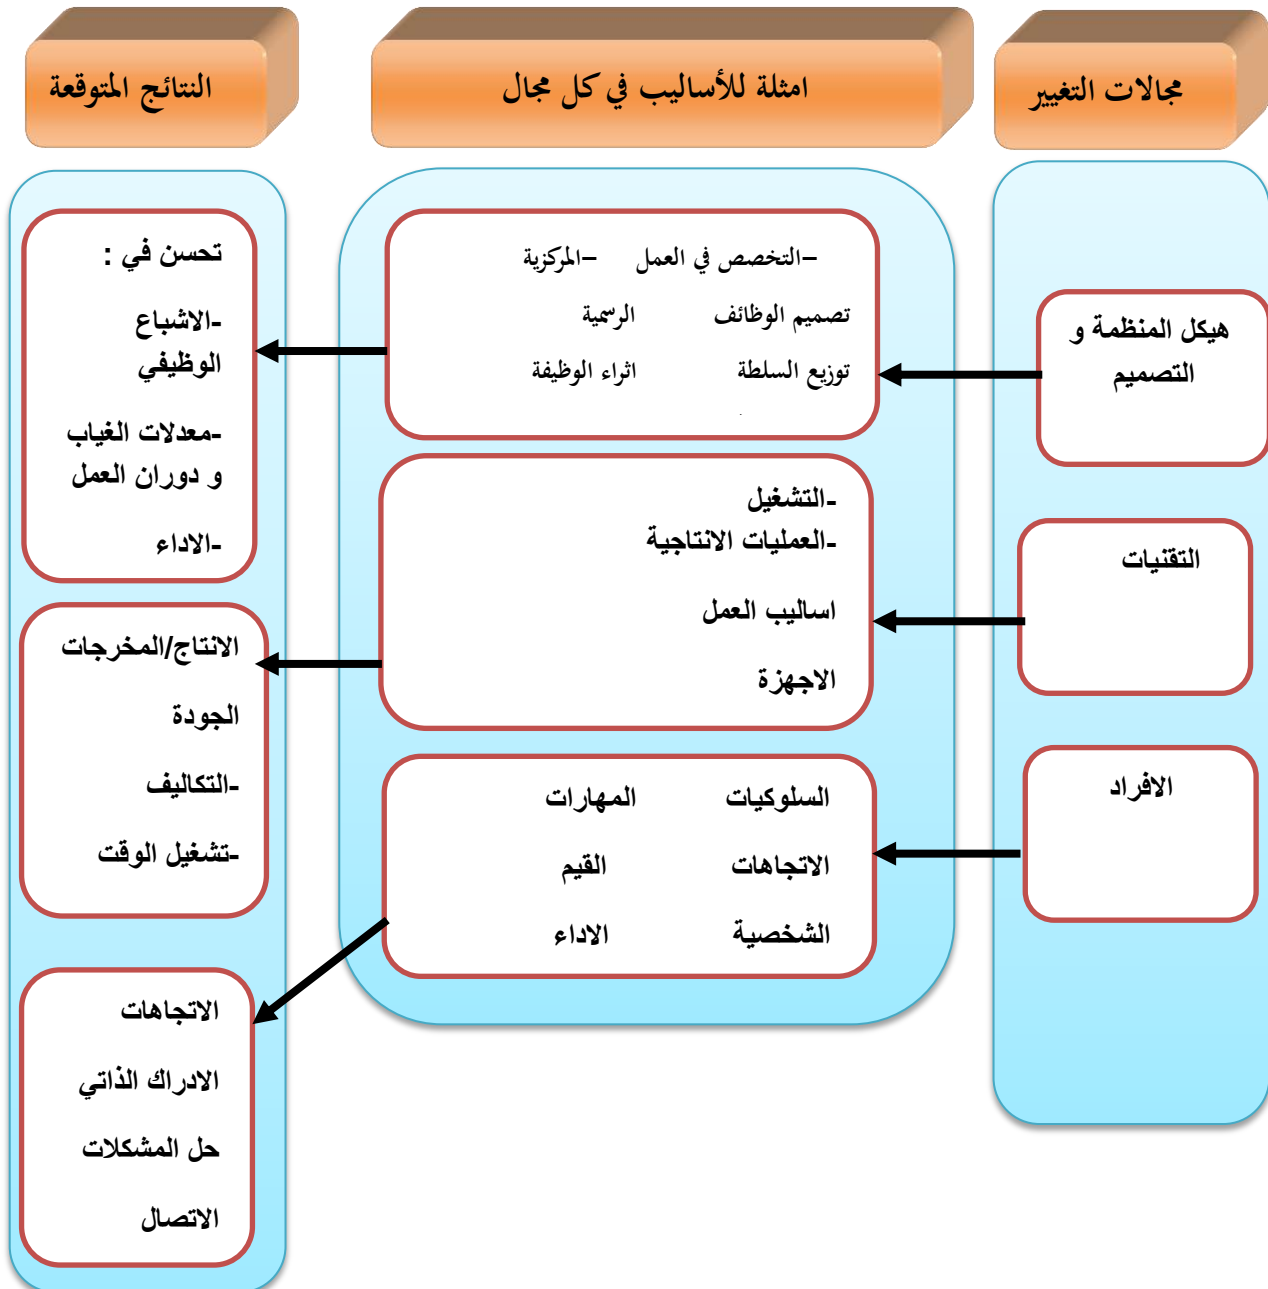 مجالات التغيير
امثلة للأساليب في كل مجال
النتائج المتوقعة
هيكل المنظمة و
التصميم
التقنيات
الافراد
-التخصص في العمل -المركزية
تصميم الوظائف الرسمية
توزيع السلطة اثراء الوظيفة
-التشغيل
-العمليات الانتاجية
اساليب العمل
الاجهزة
السلوكيات المهارات
الاتجاهات القيم
الشخصية الاداء
تحسن في :
-الاشباع
الوظيفي
-معدلات الغياب
و دوران العمل
-الاداء
الانتاج/المخرجات
الجودة
-التكاليف
-تشغيل الوقت
الاتجاهات
الادراك الذاتي
حل المشكلات
الاتصال